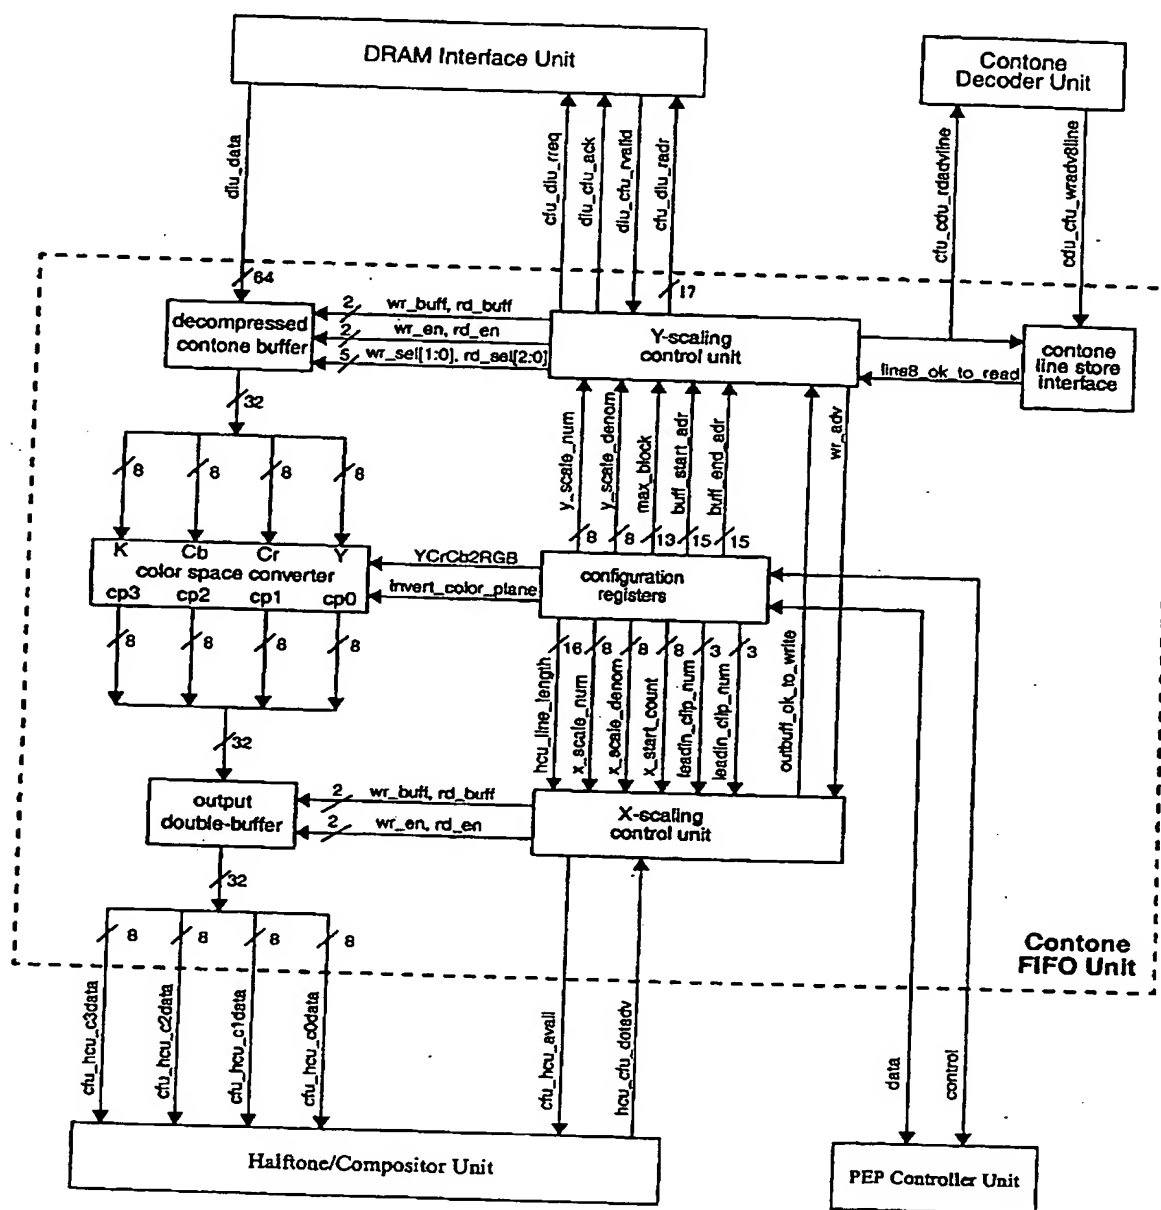 DRAM Interface Unit
Contone
Decoder Unit
diu_data
cfu_diu_rreq
diu_cfu_ack
diu_cfu_rvalid
cfu_diu_radr
cfu_cdu_rdadvline
cdu_cfu_wradv8line
64
17
decompressed
contone buffer
2
wr_buff, rd_buff
2
wr_en, rd_en
5
wr_sel[1:0], rd_sel[2:0]
Y-scaling
control unit
line8_ok_to_read
contone
line store
interface
32
8
8
8
8
y_scale_num
y_scale_denom
max_block
buff_start_adr
buff_end_adr
wr_adv
8
8
13
15
15
K
Cb
Cr
Y
color space converter
cp3
cp2
cp1
cp0
YCrCb2RGB
invert_color_plane
configuration
registers
8
8
8
8
16
8
8
8
3
3
hcu_line_length
x_scale_num
x_scale_denom
x_start_count
leadin_clip_num
leadin_clip_num
outbuff_ok_to_write
32
output
double-buffer
2
wr_buff, rd_buff
2
wr_en, rd_en
X-scaling
control unit
32
8
8
8
8
Contone
FIFO Unit
cfu_hcu_c3data
cfu_hcu_c2data
cfu_hcu_c1data
cfu_hcu_c0data
cfu_hcu_avail
hcu_cfu_dotadv
data
control
Halftone/Compositor Unit
PEP Controller Unit